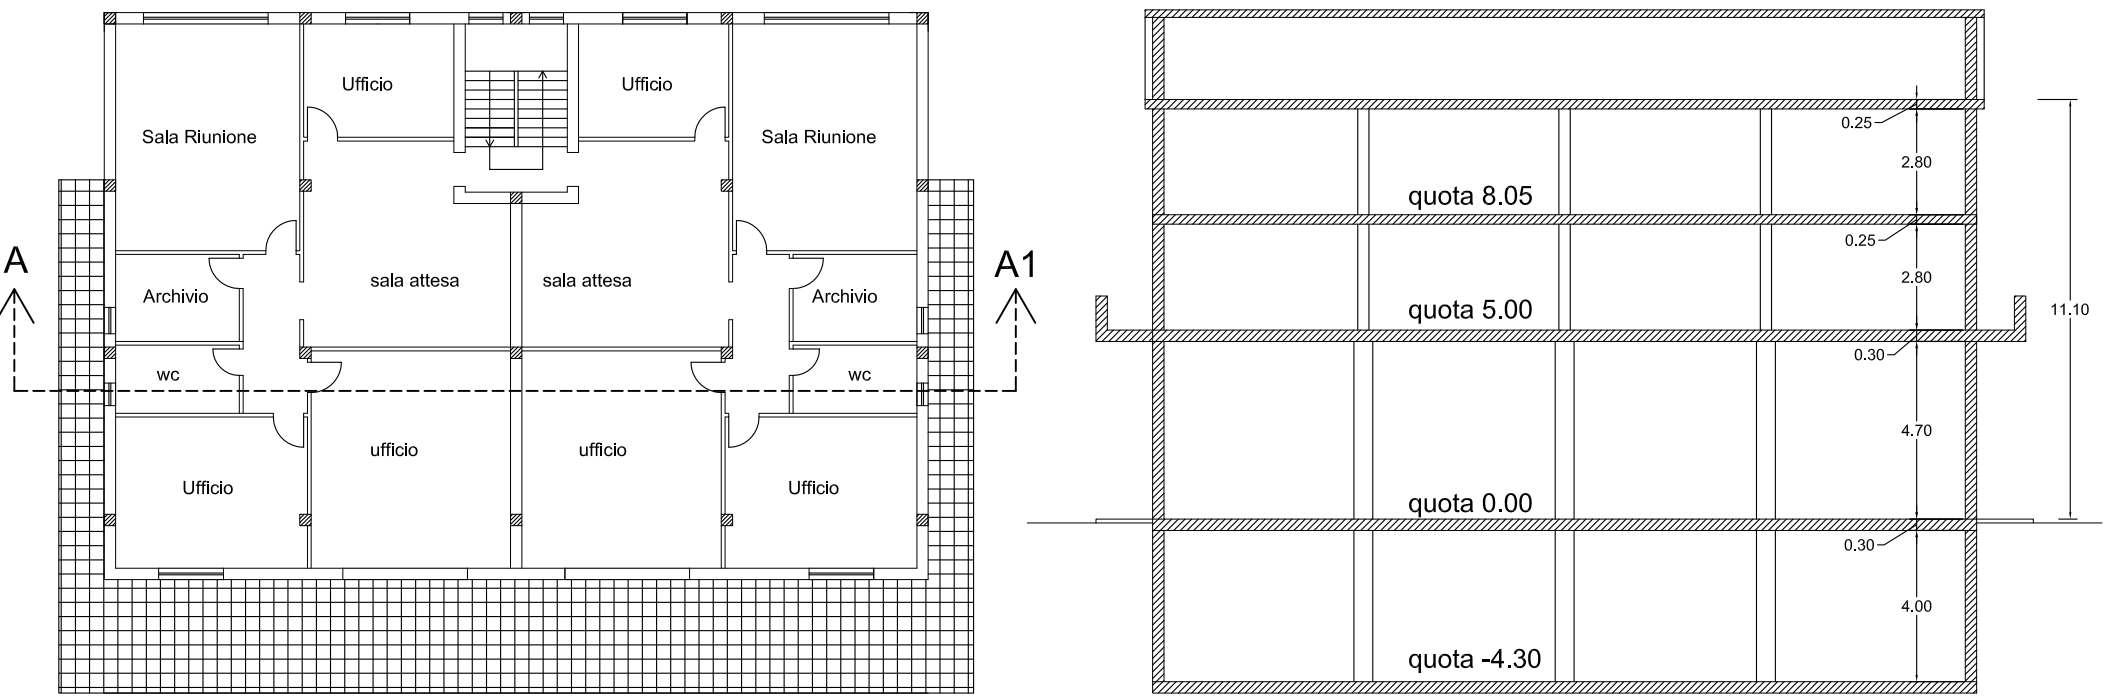 Ufficio
Ufficio
Sala Riunione
Sala Riunione
A
A1
sala attesa
sala attesa
Archivio
Archivio
wc
wc
ufficio
ufficio
Ufficio
Ufficio
0.25
2.80
quota 8.05
0.25
2.80
quota 5.00
11.10
0.30
4.70
quota 0.00
0.30
4.00
quota -4.30